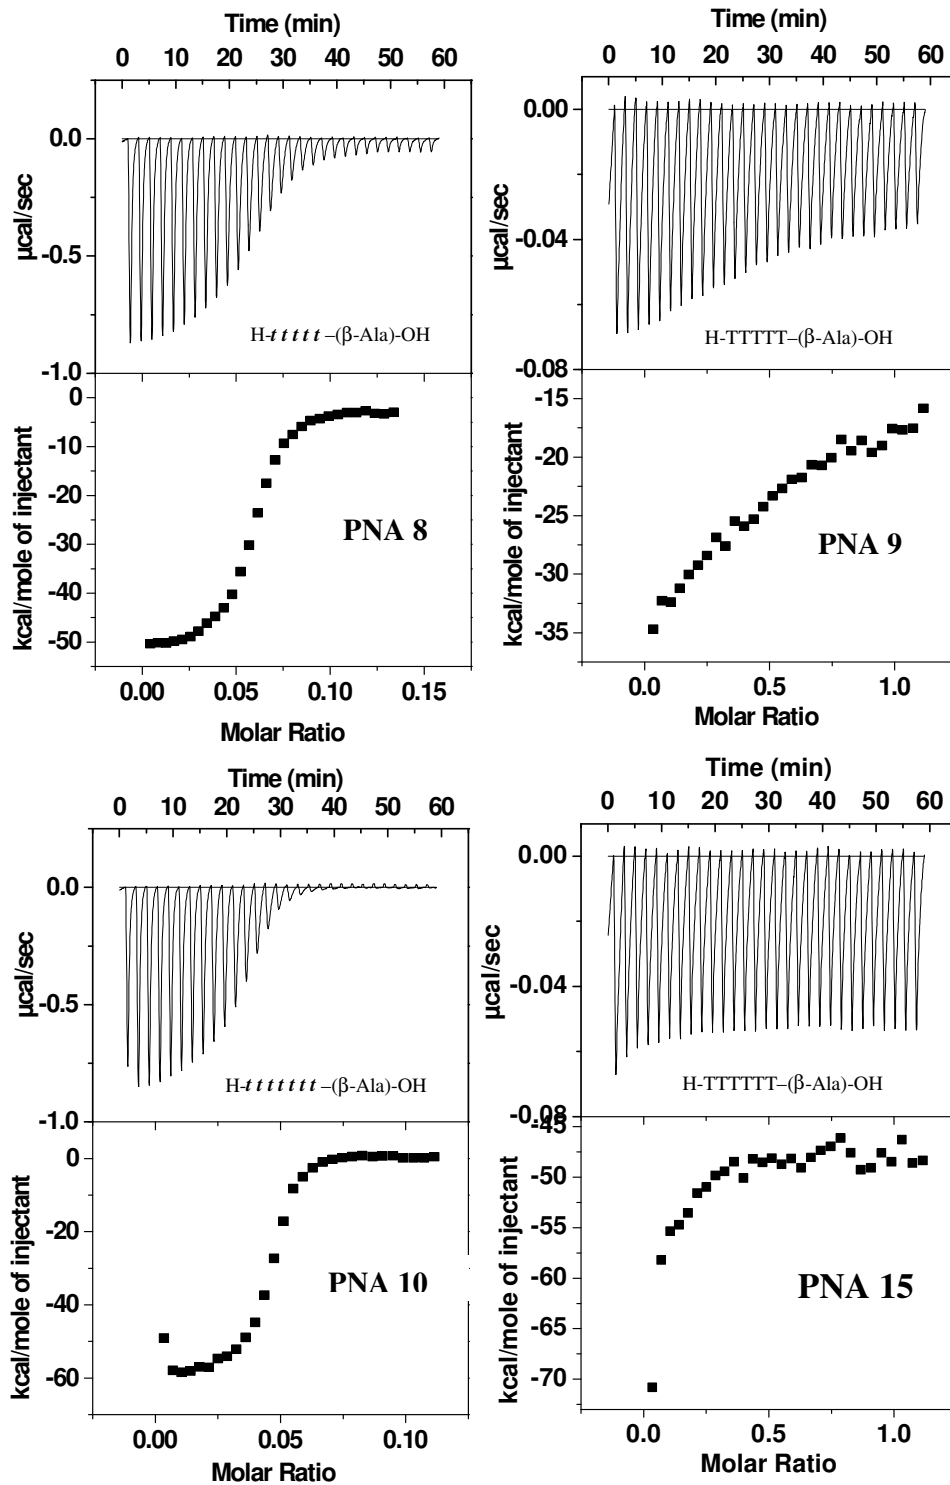 Time (min)
0 10 20 30 40 50 60
0.0
-0.5
-1.0
µcal/sec
H-t t t t t –(β-Ala)-OH
0
-10
-20
-30
-40
-50
kcal/mole of injectant
PNA 8
0.00 0.05 0.10 0.15
Molar Ratio
Time (min)
0 10 20 30 40 50 60
0.00
-0.04
-0.08
µcal/sec
H-TTTTT–(β-Ala)-OH
-15
-20
-25
-30
-35
kcal/mole of injectant
PNA 9
0.0 0.5 1.0
Molar Ratio
Time (min)
0 10 20 30 40 50 60
0.0
-0.5
-1.0
µcal/sec
H-t t t t t t t –(β-Ala)-OH
0
-20
-40
-60
kcal/mole of injectant
PNA 10
0.00 0.05 0.10
Molar Ratio
Time (min)
0 10 20 30 40 50 60
0.00
-0.04
-0.08
µcal/sec
H-TTTTTT–(β-Ala)-OH
-45
-50
-55
-60
-65
-70
kcal/mole of injectant
PNA 15
0.0 0.5 1.0
Molar Ratio